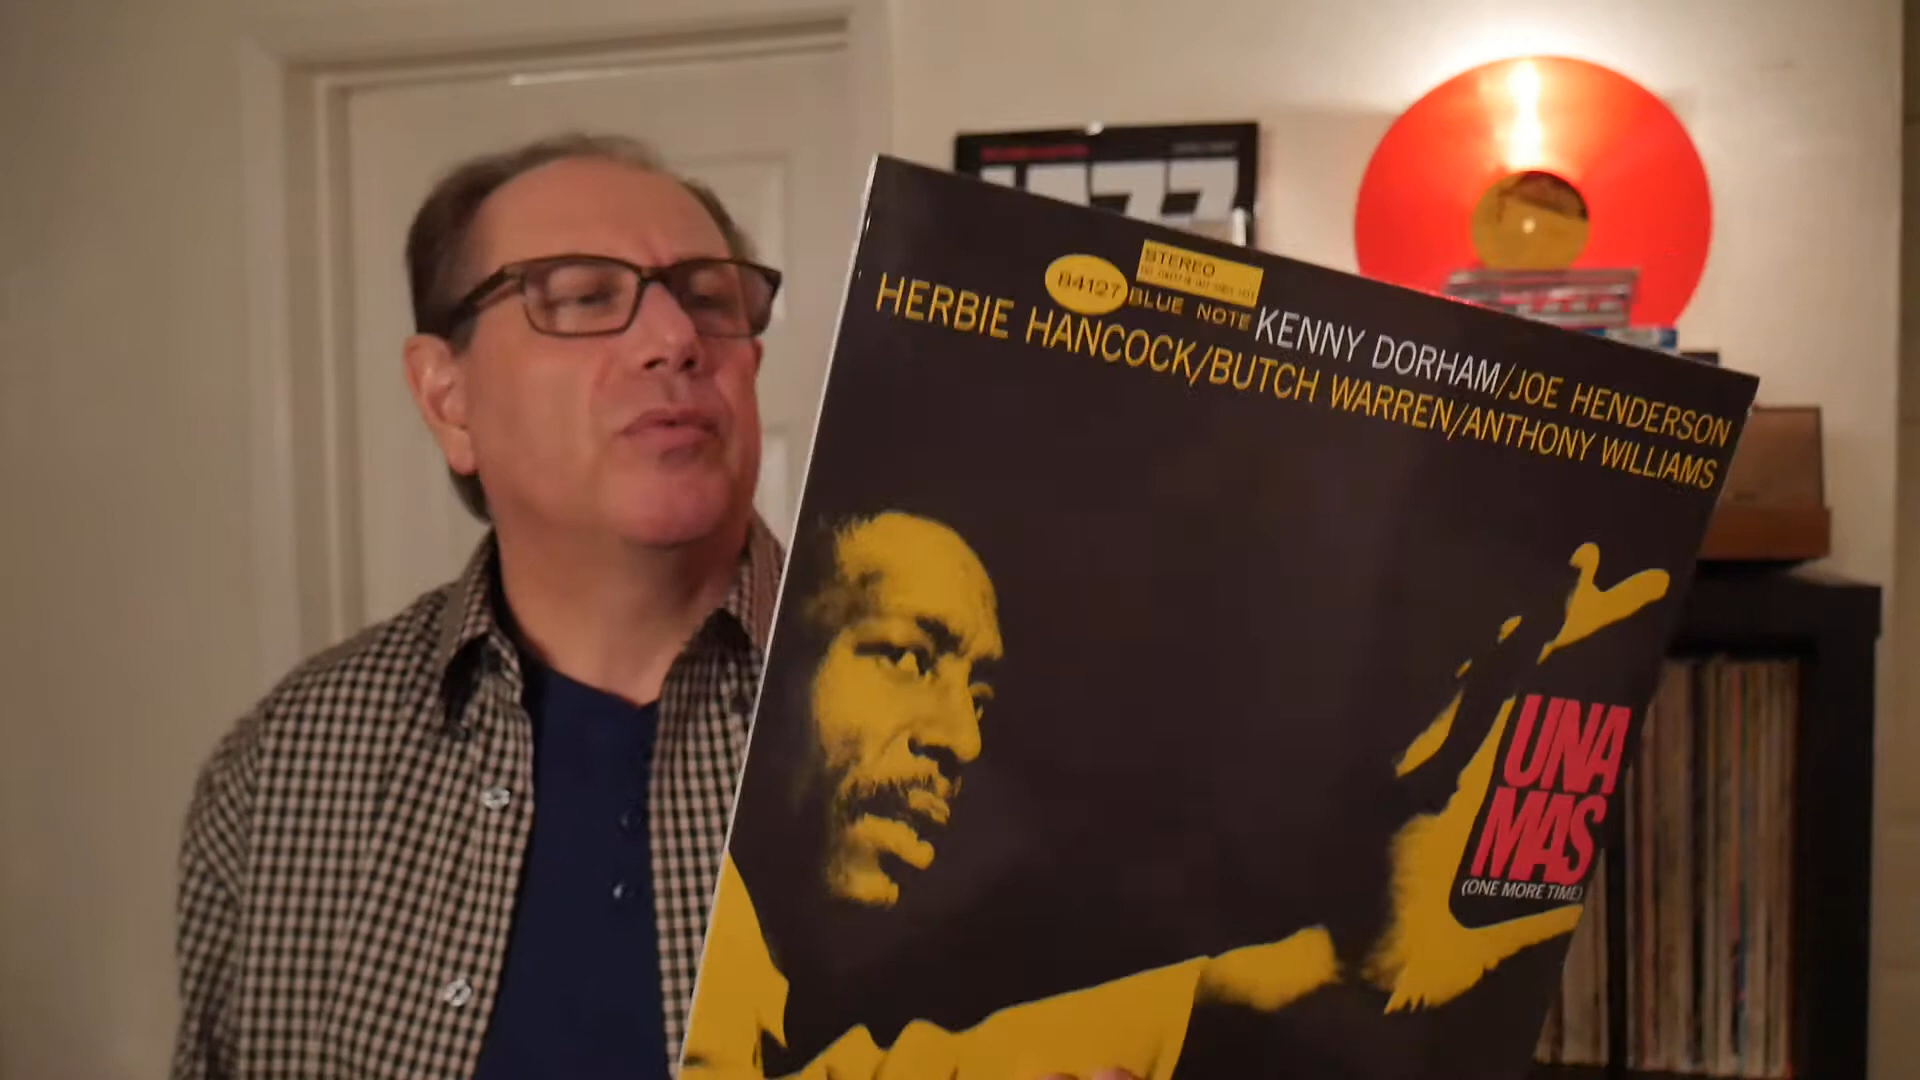 JAZZ
B4127
STEREO
BLUE NOTE
KENNY DORHAM/JOE HENDERSON
HERBIE HANCOCK/BUTCH WARREN/ANTHONY WILLIAMS
UNA
MAS
(ONE MORE TIME)